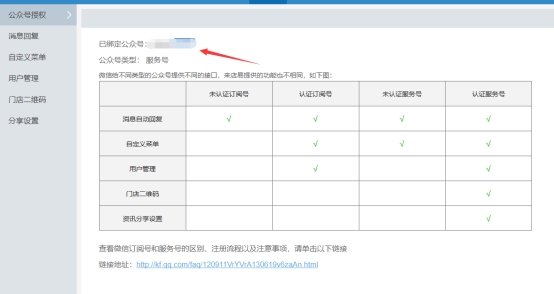 公众号授权
消息回复
自定义菜单
用户管理
门店二维码
分享设置
已绑定公众号：
公众号类型： 服务号
微信给不同类型的公众号提供不同的接口，来店易提供的功能也不相同，如下图：
未认证订阅号 认证订阅号 未认证服务号 认证服务号
消息自动回复 √ √ √ √
自定义菜单 √ √ √
用户管理 √ √
门店二维码 √
资讯分享设置 √
查看微信订阅号和服务号的区别、注册流程以及注意事项，请单击以下链接
链接地址：http://kf.qq.com/faq/120911VrYVrA130619v6zaAn.html